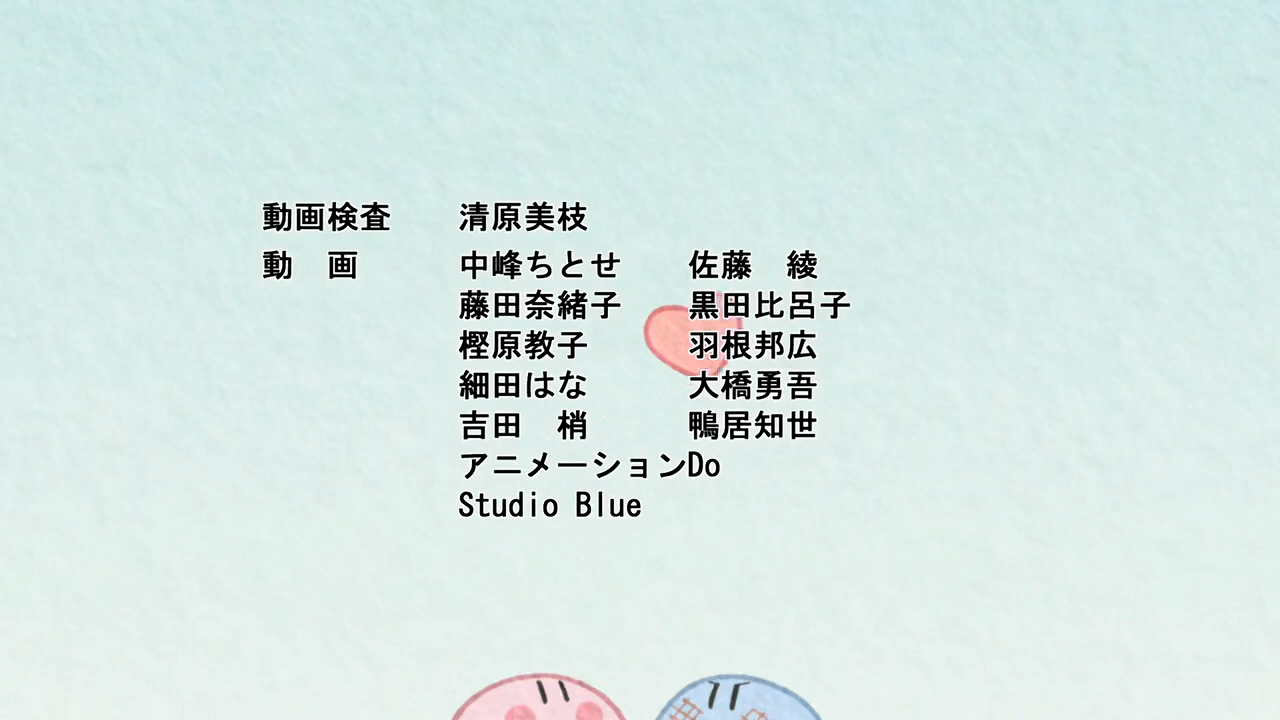 動画検査　　清原美枝
動　画　　　中峰ちとせ　　佐藤　綾
藤田奈緒子　　黒田比呂子
樫原教子　　　羽根邦広
細田はな　　　大橋勇吾
吉田　梢　　　鴨居知世
アニメーションDo
Studio Blue